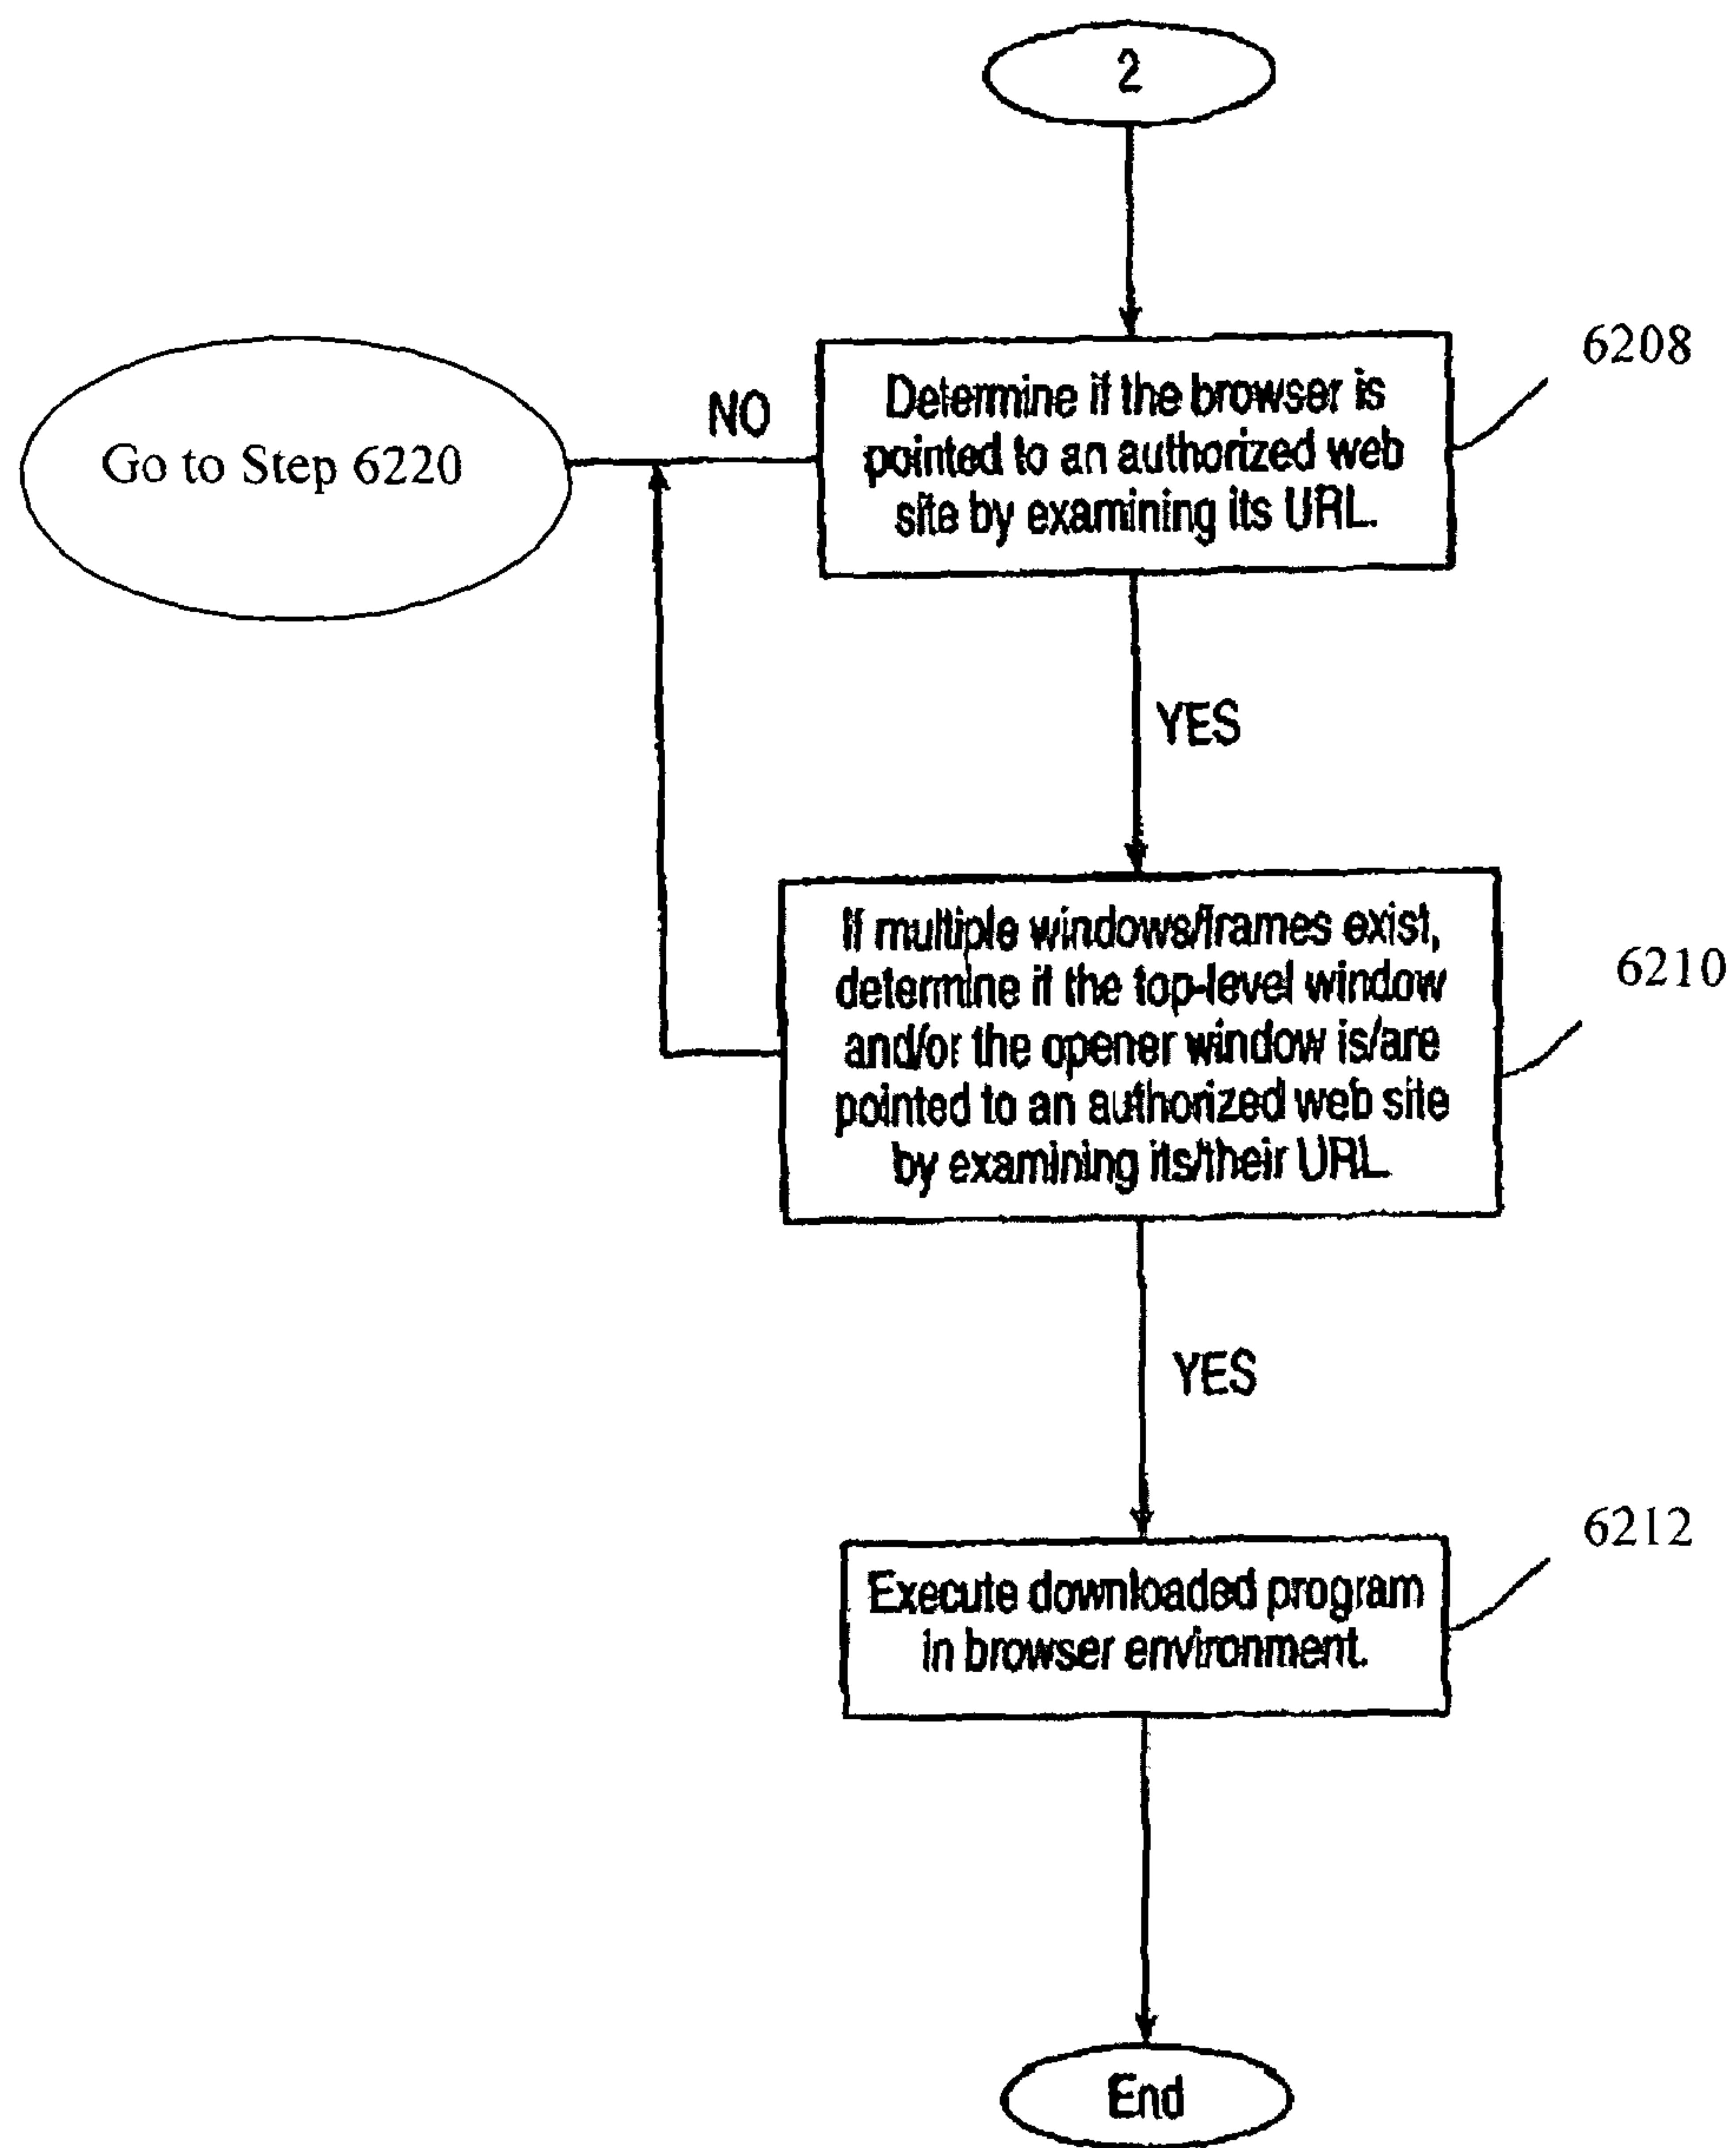 2
6208
Determine if the browser is
pointed to an authorized web
site by examining its URL.
NO
Go to Step 6220
YES
6210
If multiple windows/frames exist,
determine if the top-level window
and/or the opener window is/are
pointed to an authorized web site
by examining its/their URL.
YES
6212
Execute downloaded program
in browser environment.
End